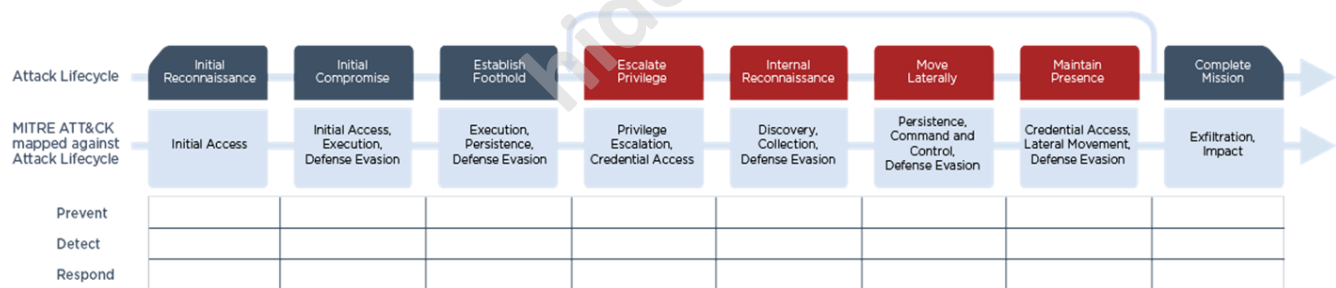 Attack Lifecycle
Initial
Reconnaissance
Initial
Compromise
Establish
Foothold
Escalate
Privilege
Internal
Reconnaissance
Move
Laterally
Maintain
Presence
Complete
Mission
MITRE ATT&CK
mapped against
Attack Lifecycle
Initial Access
Initial Access,
Execution,
Defense Evasion
Execution,
Persistence,
Defense Evasion
Privilege
Escalation,
Credential Access
Discovery,
Collection,
Defense Evasion
Persistence,
Command and
Control,
Defense Evasion
Credential Access,
Lateral Movement,
Defense Evasion
Exfiltration,
Impact
Prevent
Detect
Respond